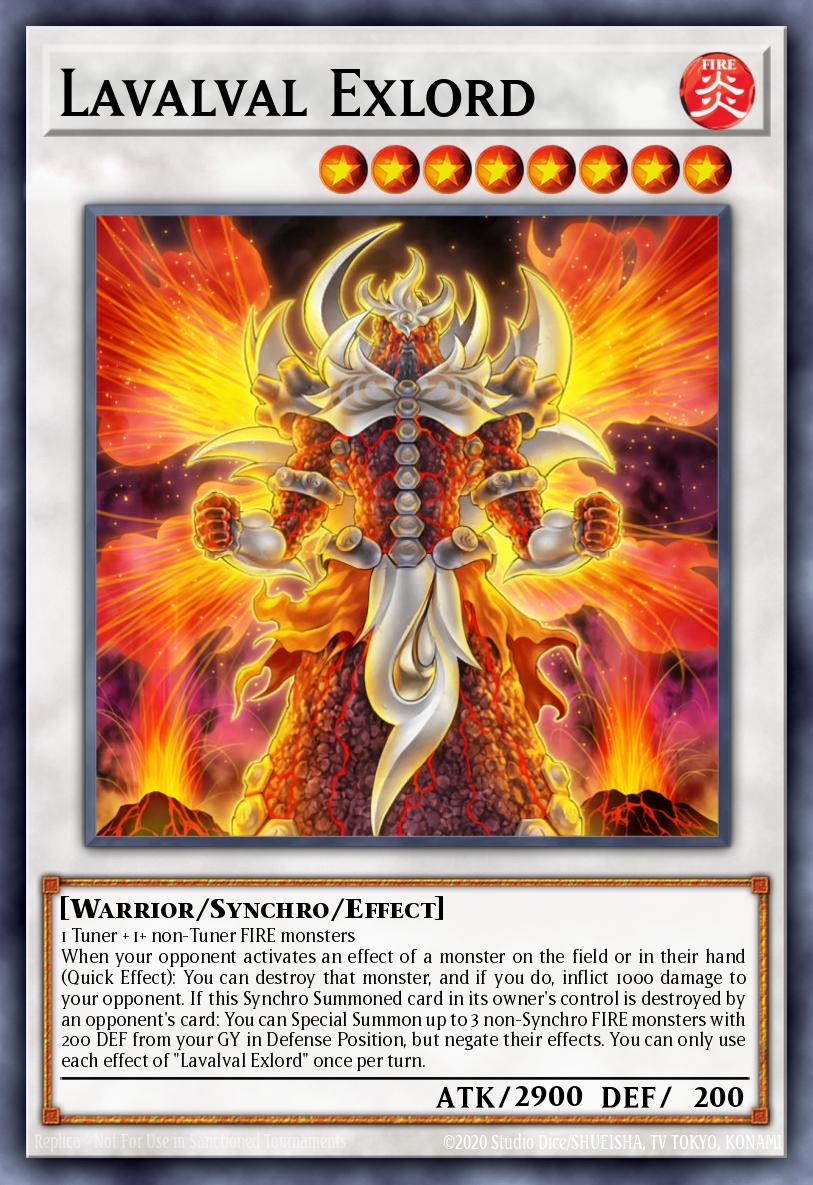 Lavalval Exlord
FIRE
炎
[Warrior/Synchro/Effect]
1 Tuner + 1+ non-Tuner FIRE monsters
When your opponent activates an effect of a monster on the field or in their hand
(Quick Effect): You can destroy that monster, and if you do, inflict 1000 damage to
your opponent. If this Synchro Summoned card in its owner's control is destroyed by
an opponent's card: You can Special Summon up to 3 non-Synchro FIRE monsters with
200 DEF from your GY in Defense Position, but negate their effects. You can only use
each effect of "Lavalval Exlord" once per turn.
ATK/2900 DEF/ 200
Replica - Not For Use in Sanctioned Tournaments
©2020 Studio Dice/SHUEISHA, TV TOKYO, KONAMI